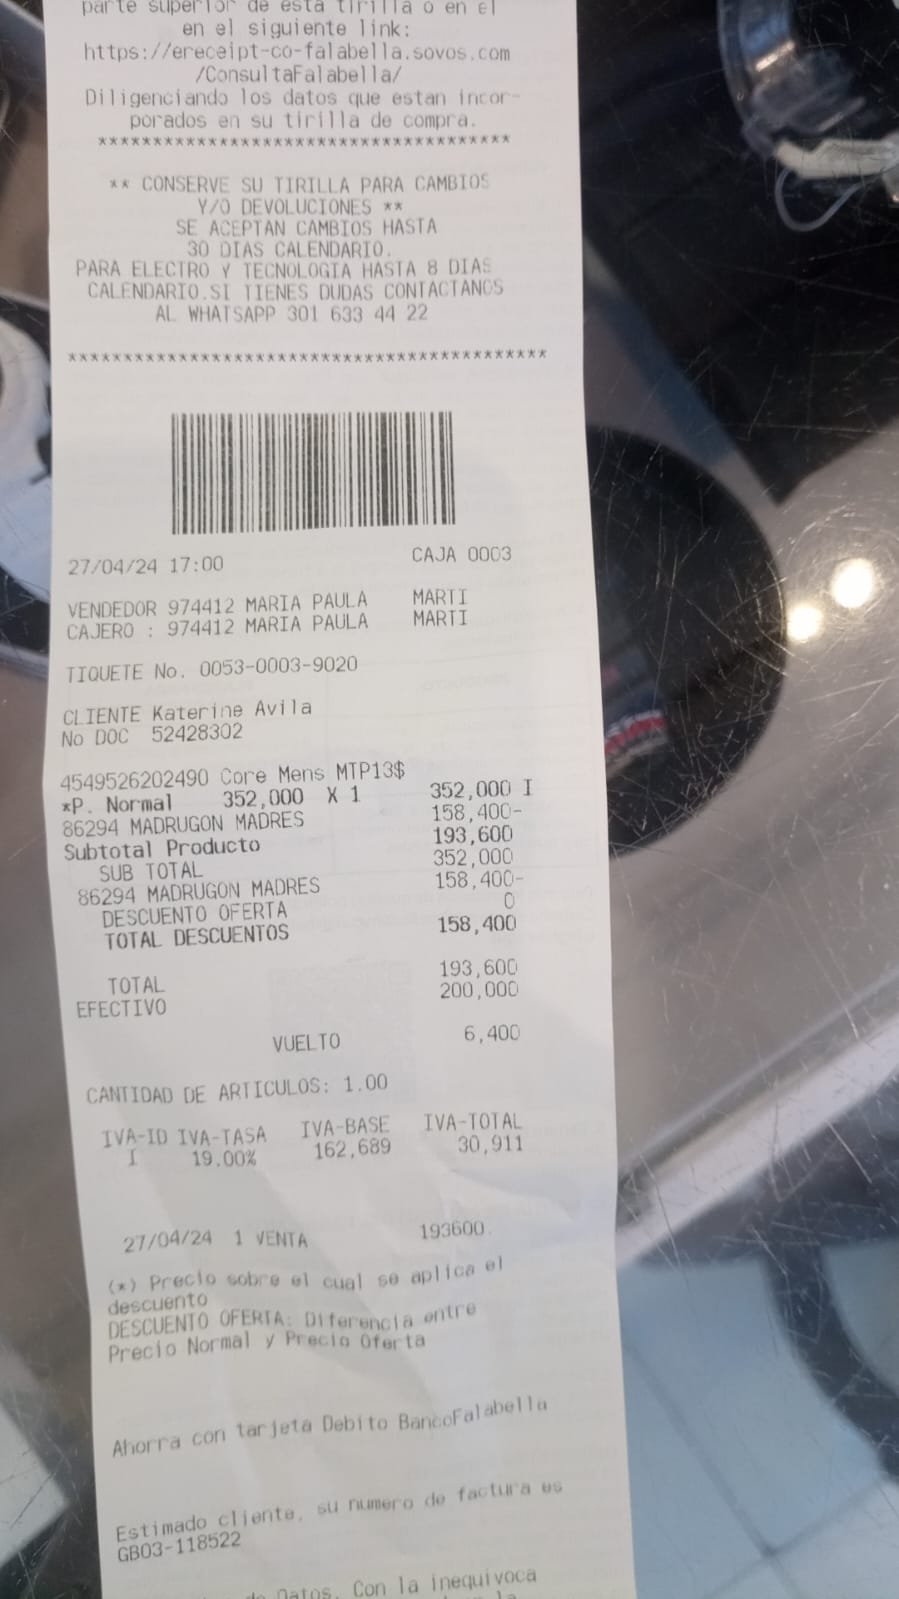 parte superior de esta tirilla o en el
en el siguiente link:
https://ereceipt-co-falabella.sovos.com
/ConsultaFalabella/
Diligenciando los datos que estan incor-
porados en su tirilla de compra.
**************************************
** CONSERVE SU TIRILLA PARA CAMBIOS
Y/O DEVOLUCIONES **
SE ACEPTAN CAMBIOS HASTA
30 DIAS CALENDARIO.
PARA ELECTRO Y TECNOLOGIA HASTA 8 DIAS
CALENDARIO.SI TIENES DUDAS CONTACTANOS
AL WHATSAPP 301 633 44 22
********************************************
27/04/24 17:00 CAJA 0003
VENDEDOR 974412 MARIA PAULA MARTI
CAJERO : 974412 MARIA PAULA MARTI
TIQUETE No. 0053-0003-9020
CLIENTE Katerine Avila
No DOC 52428302
4549526202490 Core Mens MTP13$
*P. Normal 352,000 X 1 352,000 I
86294 MADRUGON MADRES 158,400-
Subtotal Producto 193,600
SUB TOTAL 352,000
86294 MADRUGON MADRES 158,400-
DESCUENTO OFERTA 0
TOTAL DESCUENTOS 158,400
TOTAL 193,600
EFECTIVO 200,000
VUELTO 6,400
CANTIDAD DE ARTICULOS: 1.00
IVA-ID IVA-TASA IVA-BASE IVA-TOTAL
I 19.00% 162,689 30,911
27/04/24 1 VENTA 193600.
(*) Precio sobre el cual se aplica el
descuento
DESCUENTO OFERTA: Diferencia entre
Precio Normal y Precio Oferta
Ahorra con tarjeta Debito BancoFalabella
Estimado cliente, su numero de factura es
GB03-118522
de Datos. Con la inequivoca